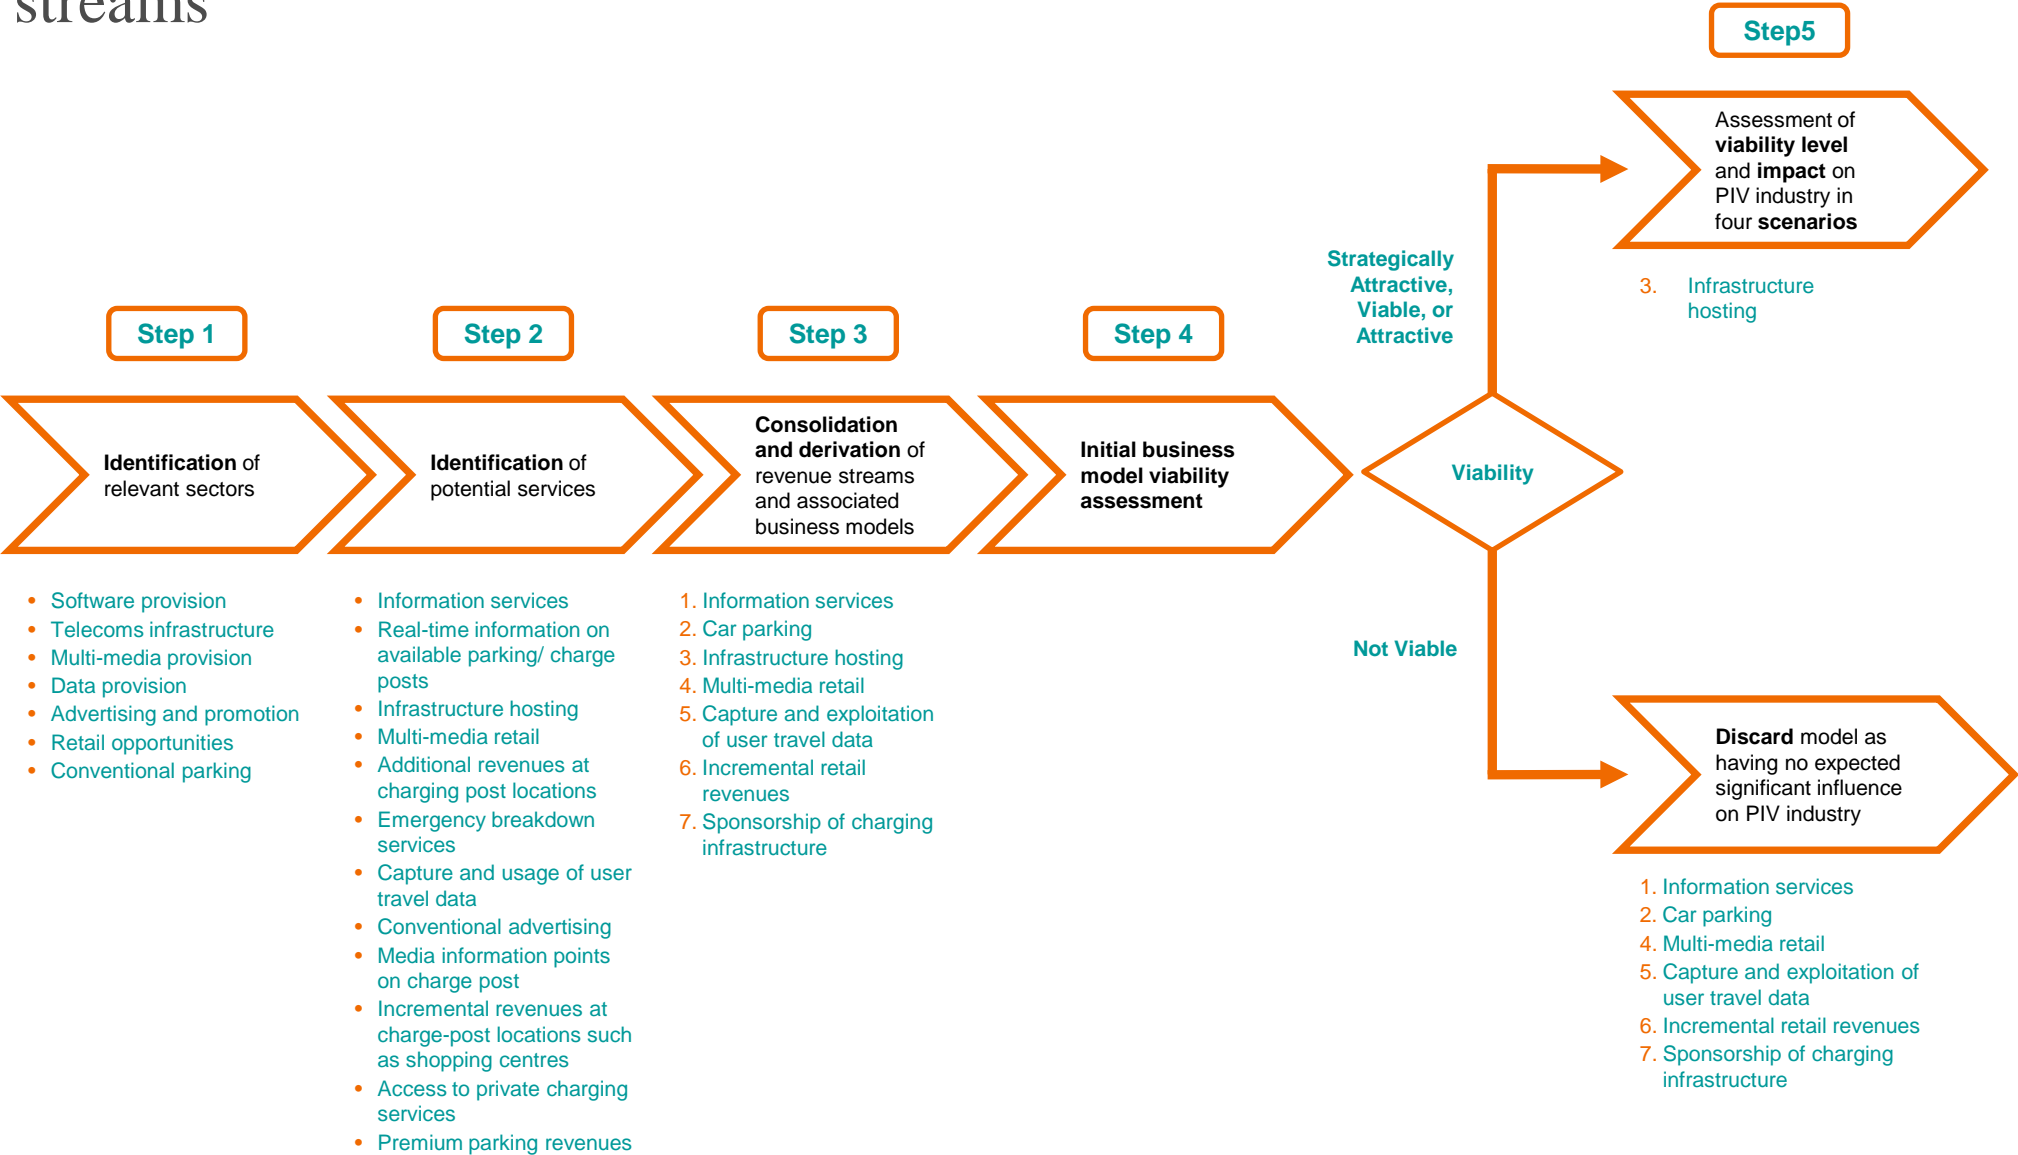 streams
Step 1
Identification of
relevant sectors
• Software provision
• Telecoms infrastructure
• Multi-media provision
• Data provision
• Advertising and promotion
• Retail opportunities
• Conventional parking
Step 2
Identification of
potential services
• Information services
• Real-time information on
available parking/ charge
posts
• Infrastructure hosting
• Multi-media retail
• Additional revenues at
charging post locations
• Emergency breakdown
services
• Capture and usage of user
travel data
• Conventional advertising
• Media information points
on charge post
• Incremental revenues at
charge-post locations such
as shopping centres
• Access to private charging
services
• Premium parking revenues
Step 3
Consolidation
and derivation of
revenue streams
and associated
business models
1. Information services
2. Car parking
3. Infrastructure hosting
4. Multi-media retail
5. Capture and exploitation
of user travel data
6. Incremental retail
revenues
7. Sponsorship of charging
infrastructure
Step 4
Initial business
model viability
assessment
Viability
Strategically
Attractive,
Viable, or
Attractive
Step5
Assessment of
viability level
and impact on
PIV industry in
four scenarios
3. Infrastructure
hosting
Not Viable
Discard model as
having no expected
significant influence
on PIV industry
1. Information services
2. Car parking
4. Multi-media retail
5. Capture and exploitation of
user travel data
6. Incremental retail revenues
7. Sponsorship of charging
infrastructure